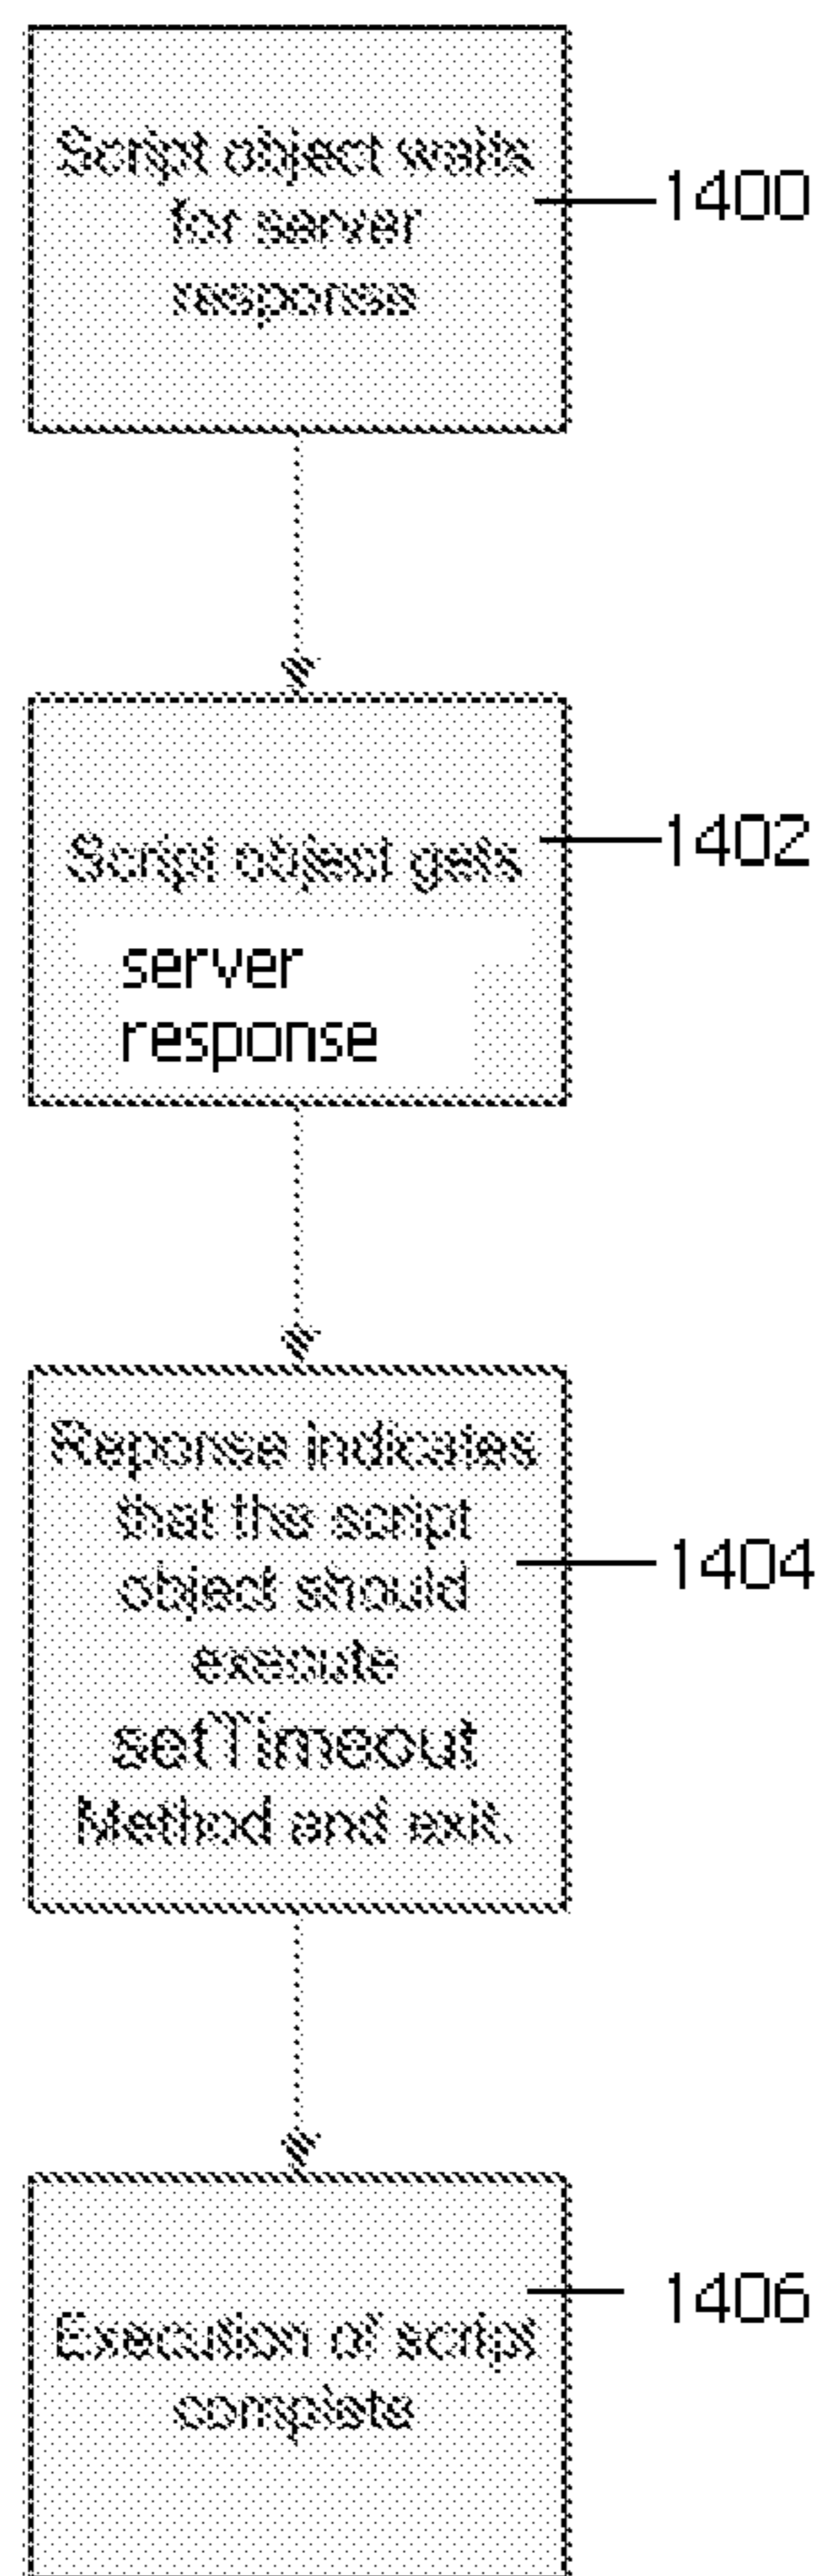 Script object waits
for server
response
1400
Script object gets
server
response
1402
Reponse indicates
that the script
object should
execute
setTimeout
Method and exit.
1404
Execution of script
complete
1406